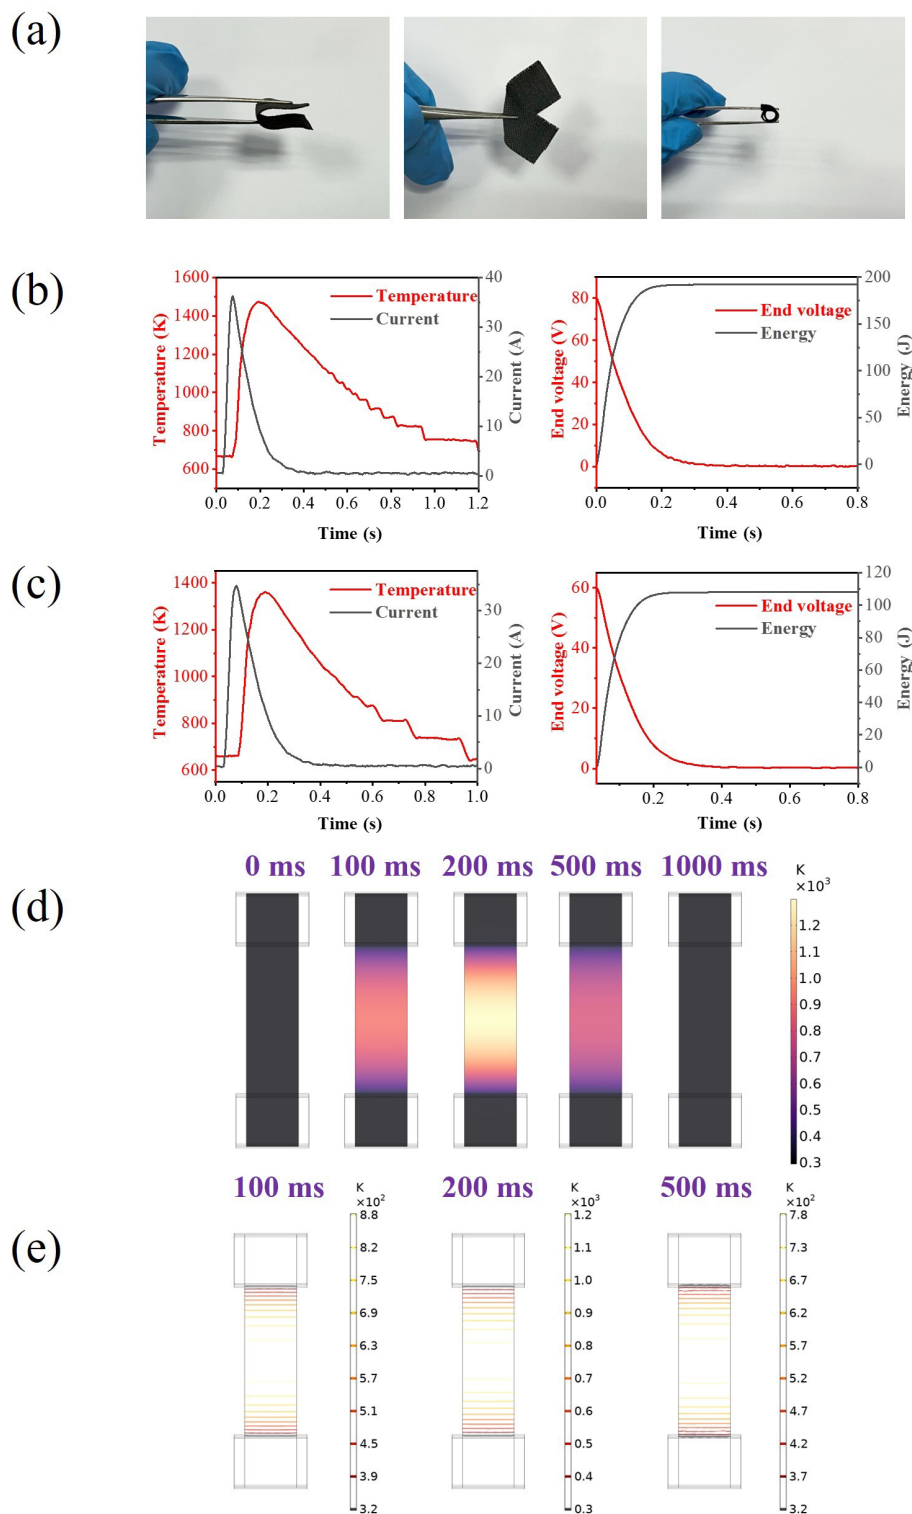 (a)
(b)
1600
1400
1200
1000
800
600
Temperature (K)
Temperature
Current
40
30
20
10
0
Current (A)
0.0 0.2 0.4 0.6 0.8 1.0 1.2
Time (s)
80
60
40
20
0
End voltage (V)
End voltage
Energy
200
150
100
50
0
Energy (J)
0.0 0.2 0.4 0.6 0.8
Time (s)
(c)
1400
1200
1000
800
600
Temperature (K)
Temperature
Current
30
20
10
0
Current (A)
0.0 0.2 0.4 0.6 0.8 1.0
Time (s)
60
40
20
0
End voltage (V)
End voltage
Energy
120
100
80
60
40
20
0
Energy (J)
0.2 0.4 0.6 0.8
Time (s)
(d)
0 ms 100 ms 200 ms 500 ms 1000 ms
K
×10³
1.2
1.1
1.0
0.9
0.8
0.7
0.6
0.5
0.4
0.3
(e)
100 ms
K
×10²
8.8
8.2
7.5
6.9
6.3
5.7
5.1
4.5
3.9
3.2
200 ms
K
×10³
1.2
1.1
1.0
0.9
0.8
0.7
0.6
0.5
0.4
0.3
500 ms
K
×10²
7.8
7.3
6.7
6.2
5.7
5.2
4.7
4.2
3.7
3.2